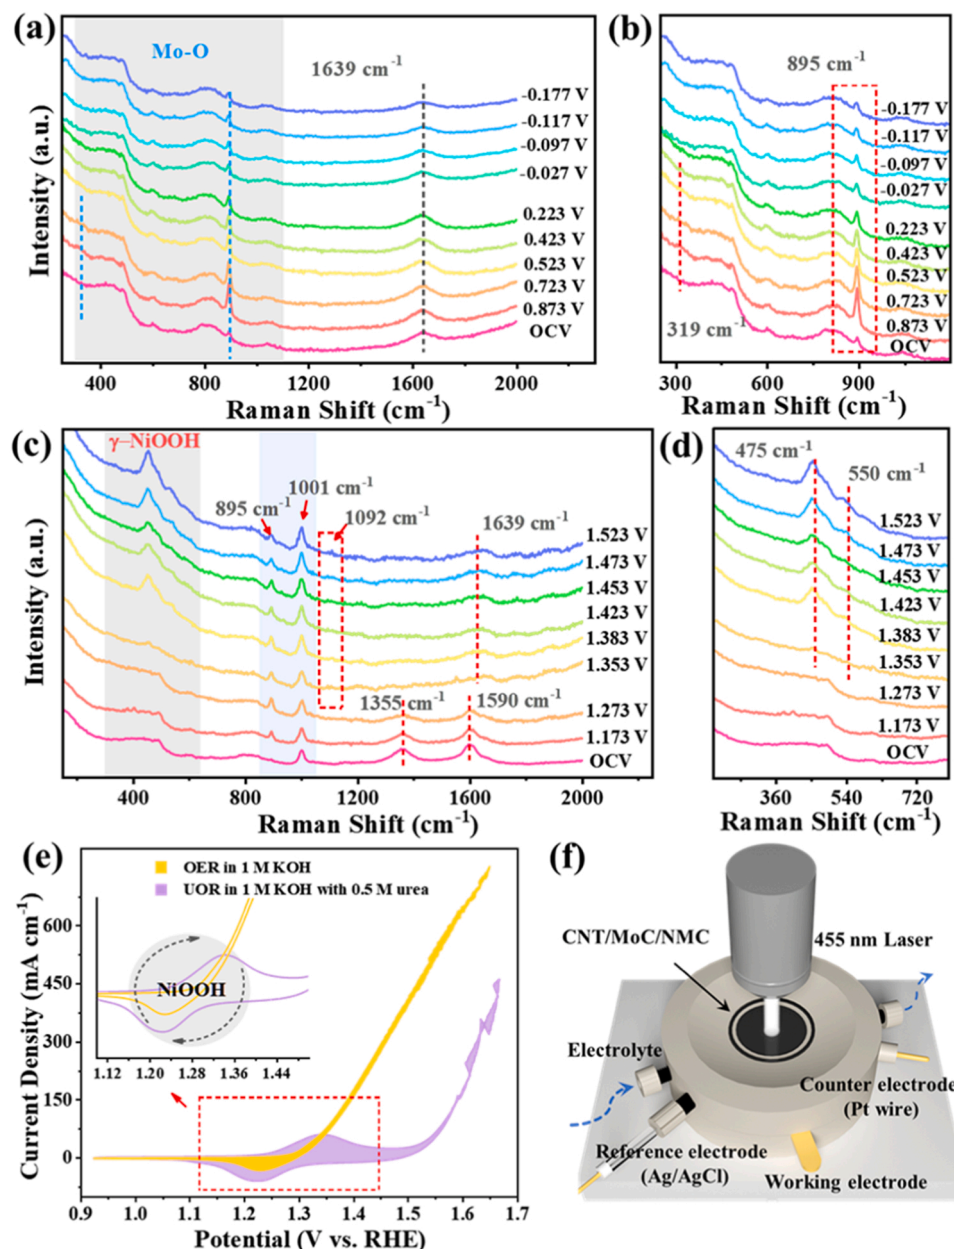 (a)
Mo-O
1639 cm⁻¹
-0.177 V
-0.117 V
-0.097 V
-0.027 V
0.223 V
0.423 V
0.523 V
0.723 V
0.873 V
OCV
Intensity (a.u.)
400 800 1200 1600 2000
Raman Shift (cm⁻¹)
(b)
895 cm⁻¹
-0.177 V
-0.117 V
-0.097 V
-0.027 V
0.223 V
0.423 V
0.523 V
0.723 V
0.873 V
OCV
319 cm⁻¹
300 600 900
Raman Shift (cm⁻¹)
(c)
γ–NiOOH
895 cm⁻¹
1001 cm⁻¹
1092 cm⁻¹
1639 cm⁻¹
1.523 V
1.473 V
1.453 V
1.423 V
1.383 V
1.353 V
1355 cm⁻¹
1590 cm⁻¹
1.273 V
1.173 V
OCV
Intensity (a.u.)
400 800 1200 1600 2000
Raman Shift (cm⁻¹)
(d)
475 cm⁻¹
550 cm⁻¹
1.523 V
1.473 V
1.453 V
1.423 V
1.383 V
1.353 V
1.273 V
1.173 V
OCV
360 540 720
Raman Shift (cm⁻¹)
(e)
OER in 1 M KOH
UOR in 1 M KOH with 0.5 M urea
NiOOH
1.12 1.20 1.28 1.36 1.44
600
450
300
150
0
Current Density (mA cm⁻¹)
0.9 1.0 1.1 1.2 1.3 1.4 1.5 1.6 1.7
Potential (V vs. RHE)
(f)
CNT/MoC/NMC
455 nm Laser
Electrolyte
Counter electrode
(Pt wire)
Reference electrode
(Ag/AgCl)
Working electrode